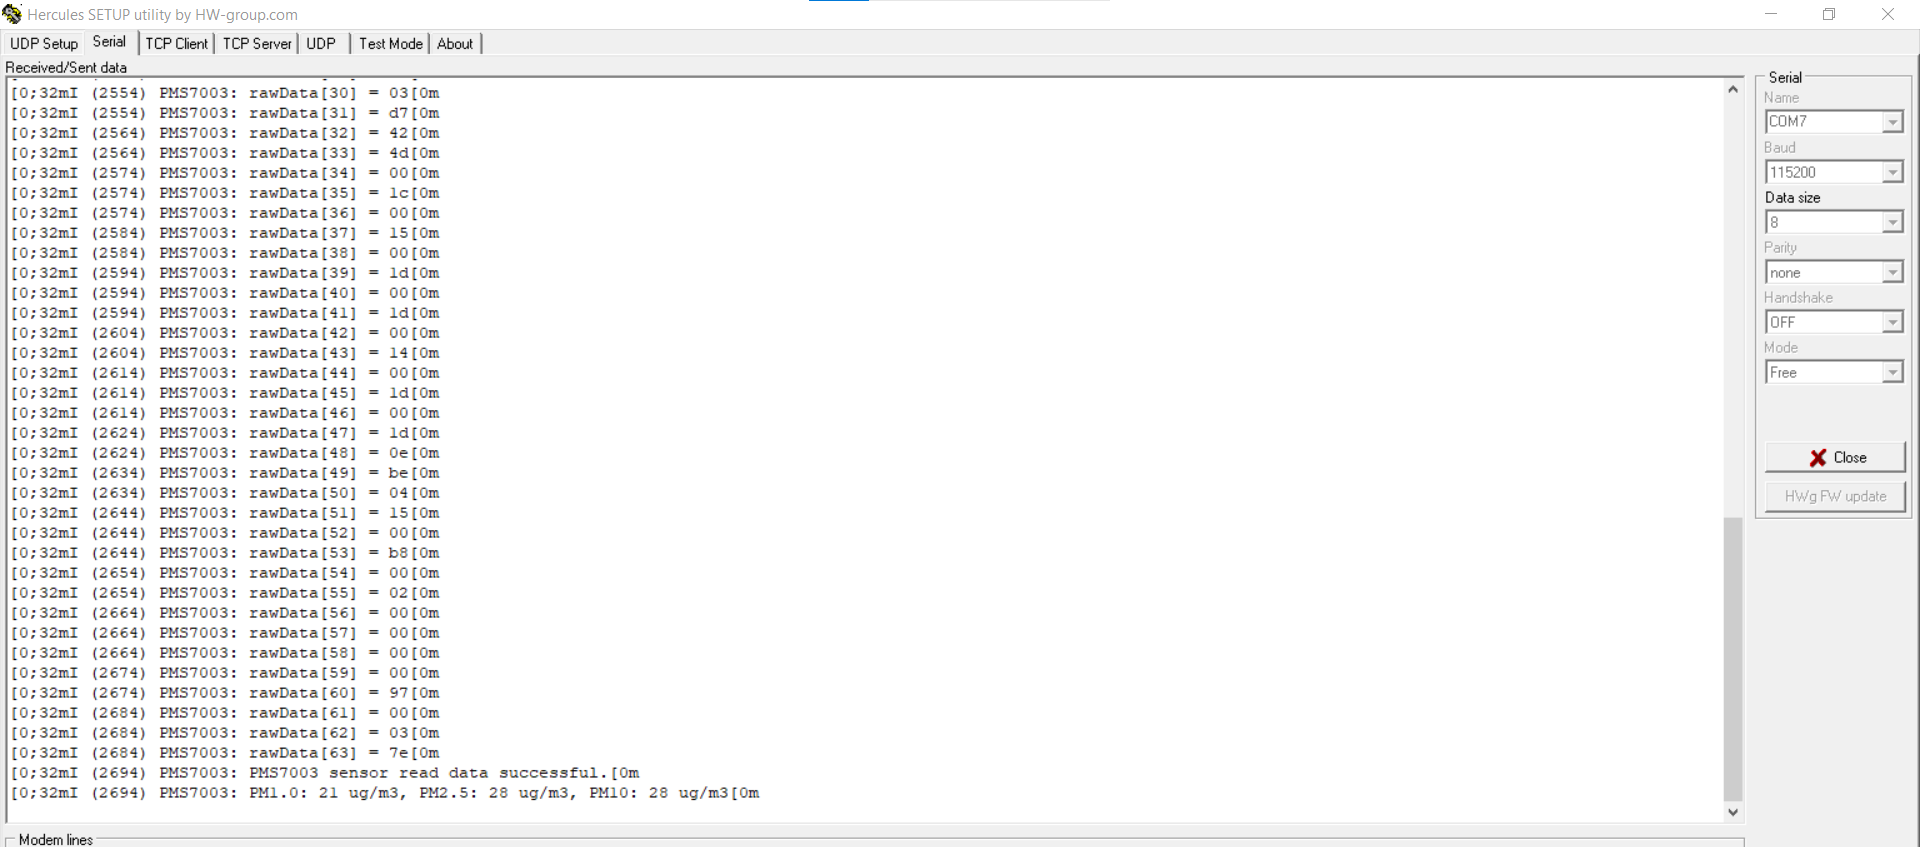 Hercules SETUP utility by HW-group.com
UDP Setup Serial TCP Client TCP Server UDP Test Mode About
Received/Sent data
[0;32mI (2554) PMS7003: rawData[30] = 03[0m
[0;32mI (2554) PMS7003: rawData[31] = d7[0m
[0;32mI (2564) PMS7003: rawData[32] = 42[0m
[0;32mI (2564) PMS7003: rawData[33] = 4d[0m
[0;32mI (2574) PMS7003: rawData[34] = 00[0m
[0;32mI (2574) PMS7003: rawData[35] = 1c[0m
[0;32mI (2574) PMS7003: rawData[36] = 00[0m
[0;32mI (2584) PMS7003: rawData[37] = 15[0m
[0;32mI (2584) PMS7003: rawData[38] = 00[0m
[0;32mI (2594) PMS7003: rawData[39] = 1d[0m
[0;32mI (2594) PMS7003: rawData[40] = 00[0m
[0;32mI (2594) PMS7003: rawData[41] = 1d[0m
[0;32mI (2604) PMS7003: rawData[42] = 00[0m
[0;32mI (2604) PMS7003: rawData[43] = 14[0m
[0;32mI (2614) PMS7003: rawData[44] = 00[0m
[0;32mI (2614) PMS7003: rawData[45] = 1d[0m
[0;32mI (2614) PMS7003: rawData[46] = 00[0m
[0;32mI (2624) PMS7003: rawData[47] = 1d[0m
[0;32mI (2624) PMS7003: rawData[48] = 0e[0m
[0;32mI (2634) PMS7003: rawData[49] = be[0m
[0;32mI (2634) PMS7003: rawData[50] = 04[0m
[0;32mI (2644) PMS7003: rawData[51] = 15[0m
[0;32mI (2644) PMS7003: rawData[52] = 00[0m
[0;32mI (2644) PMS7003: rawData[53] = b8[0m
[0;32mI (2654) PMS7003: rawData[54] = 00[0m
[0;32mI (2654) PMS7003: rawData[55] = 02[0m
[0;32mI (2664) PMS7003: rawData[56] = 00[0m
[0;32mI (2664) PMS7003: rawData[57] = 00[0m
[0;32mI (2664) PMS7003: rawData[58] = 00[0m
[0;32mI (2674) PMS7003: rawData[59] = 00[0m
[0;32mI (2674) PMS7003: rawData[60] = 97[0m
[0;32mI (2684) PMS7003: rawData[61] = 00[0m
[0;32mI (2684) PMS7003: rawData[62] = 03[0m
[0;32mI (2684) PMS7003: rawData[63] = 7e[0m
[0;32mI (2694) PMS7003: PMS7003 sensor read data successful.[0m
[0;32mI (2694) PMS7003: PM1.0: 21 ug/m3, PM2.5: 28 ug/m3, PM10: 28 ug/m3[0m
Modem lines
Serial
Name
COM7
Baud
115200
Data size
8
Parity
none
Handshake
OFF
Mode
Free
Close
HWg FW update